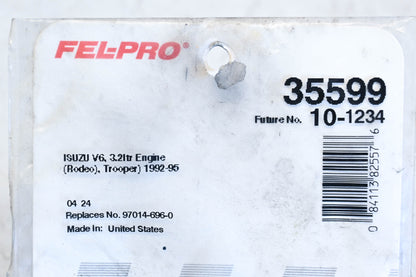 FEL-PRO®
35599
Future No. 10-1234
ISUZU V6, 3.2ltr Engine
(Rodeo), Trooper) 1992-95
04 24
Replaces No. 97014-696-0
Made In: United States
0 84113 82557 6